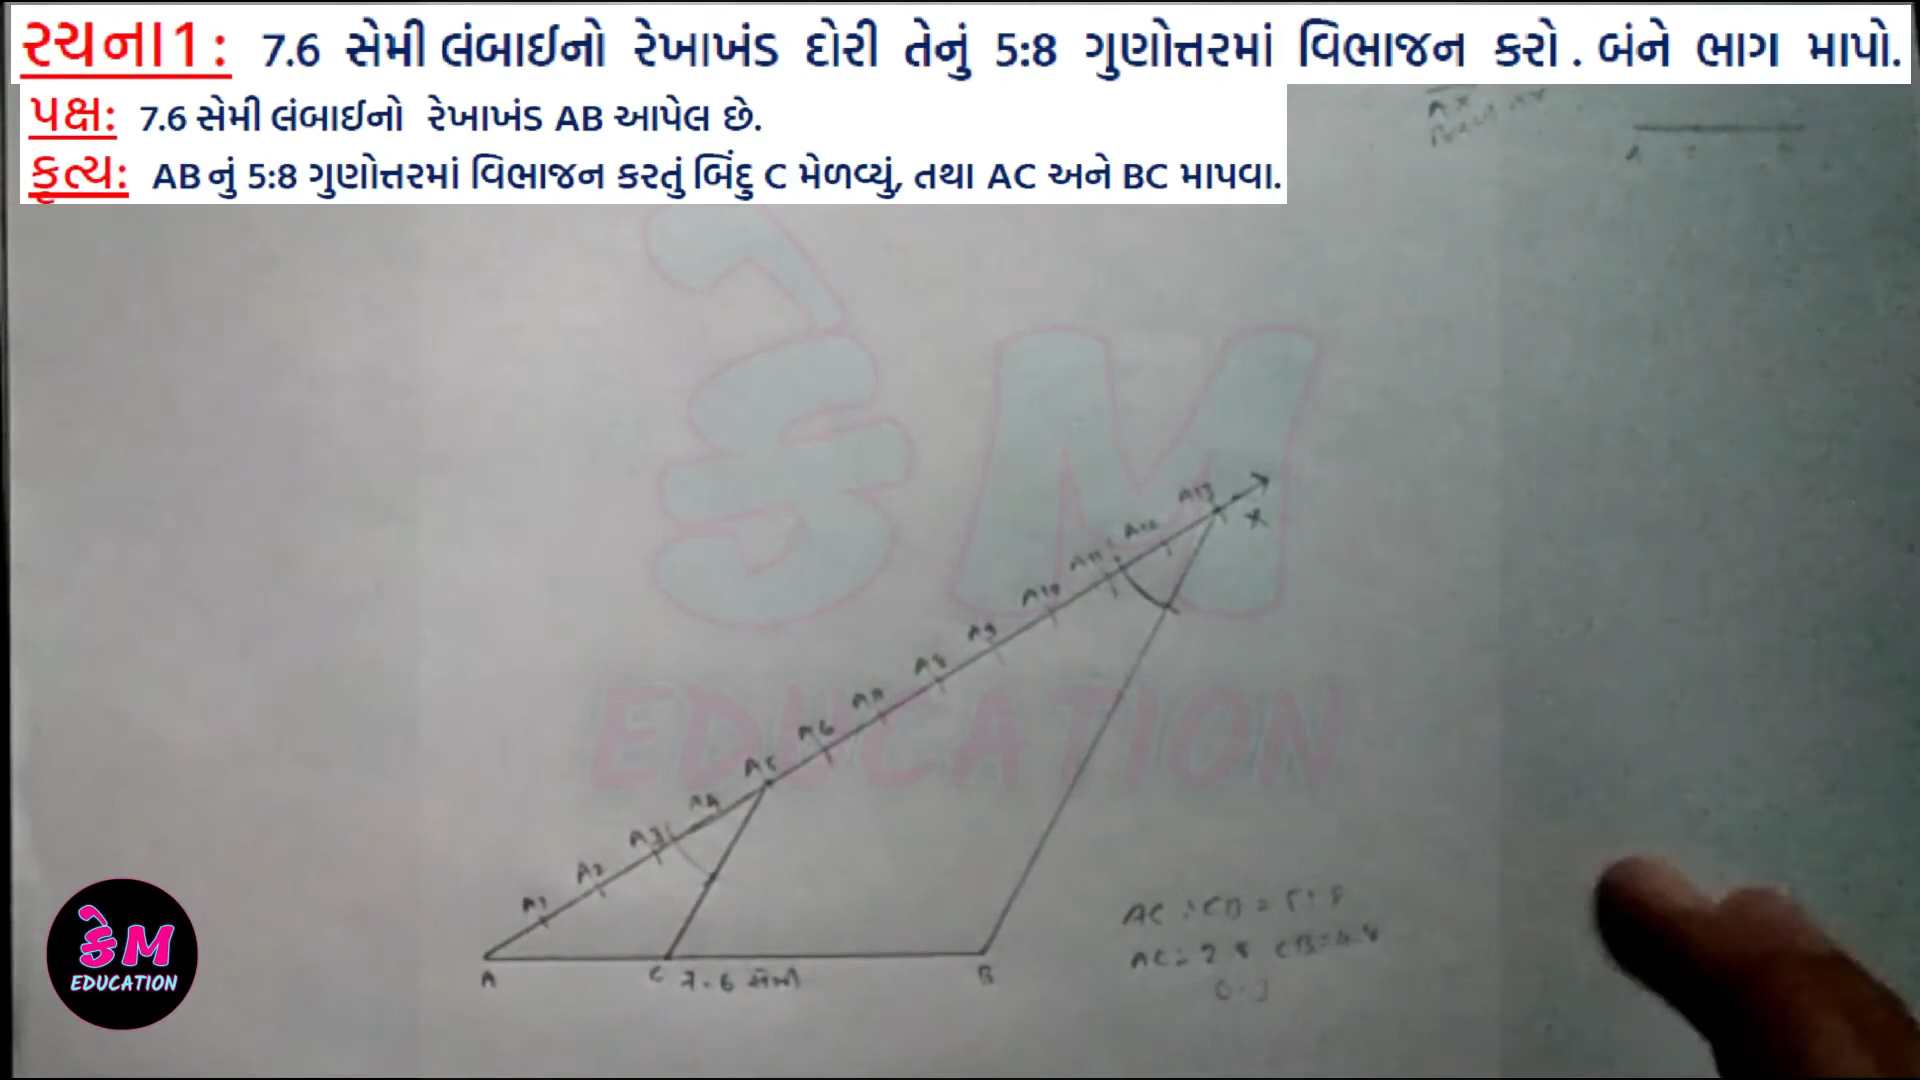 રચના 1 : 7.6 સેમી લંબાઈનો રેખાખંડ દોરી તેનું 5:8 ગુણોત્તરમાં વિભાજન કરો . બંને ભાગ માપો.
પક્ષ: 7.6 સેમી લંબાઈનો રેખાખંડ AB આપેલ છે.
કૃત્ય: AB નું 5:8 ગુણોત્તરમાં વિભાજન કરતું બિંદુ C મેળવ્યું, તથા AC અને BC માપવા.
કેM
EDUCATION
A13
X
A12
A11
A10
A9
A8
A7
A6
A5
A4
A3
A2
A1
A
C
7.6 સેમી
B
AC : CB = 5:8
કેM
EDUCATION